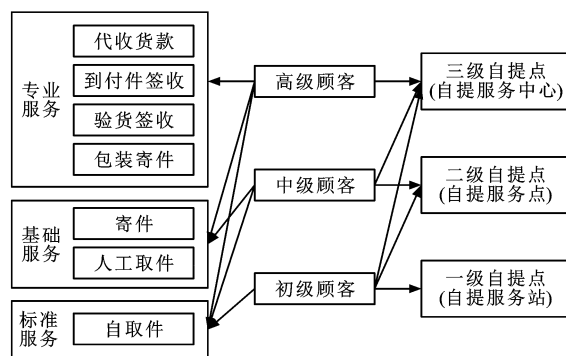 专业
服务
代收货款
到付件签收
验货签收
包装寄件
基础
服务
寄件
人工取件
标准
服务
自取件
高级顾客
中级顾客
初级顾客
三级自提点
(自提服务中心)
二级自提点
(自提服务点)
一级自提点
(自提服务站)